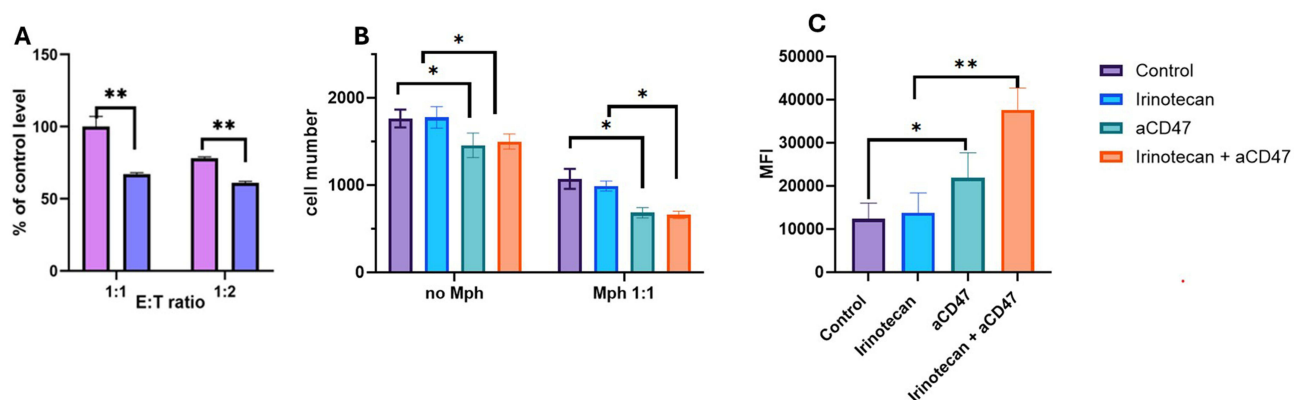 A
150
100
50
0
% of control level
**
**
1:1
1:2
E:T ratio
B
2000
1000
0
cell mumber
*
*
*
*
no Mph
Mph 1:1
C
50000
40000
30000
20000
10000
0
MFI
*
**
Control
Irinotecan
aCD47
Irinotecan + aCD47
Control
Irinotecan
aCD47
Irinotecan + aCD47